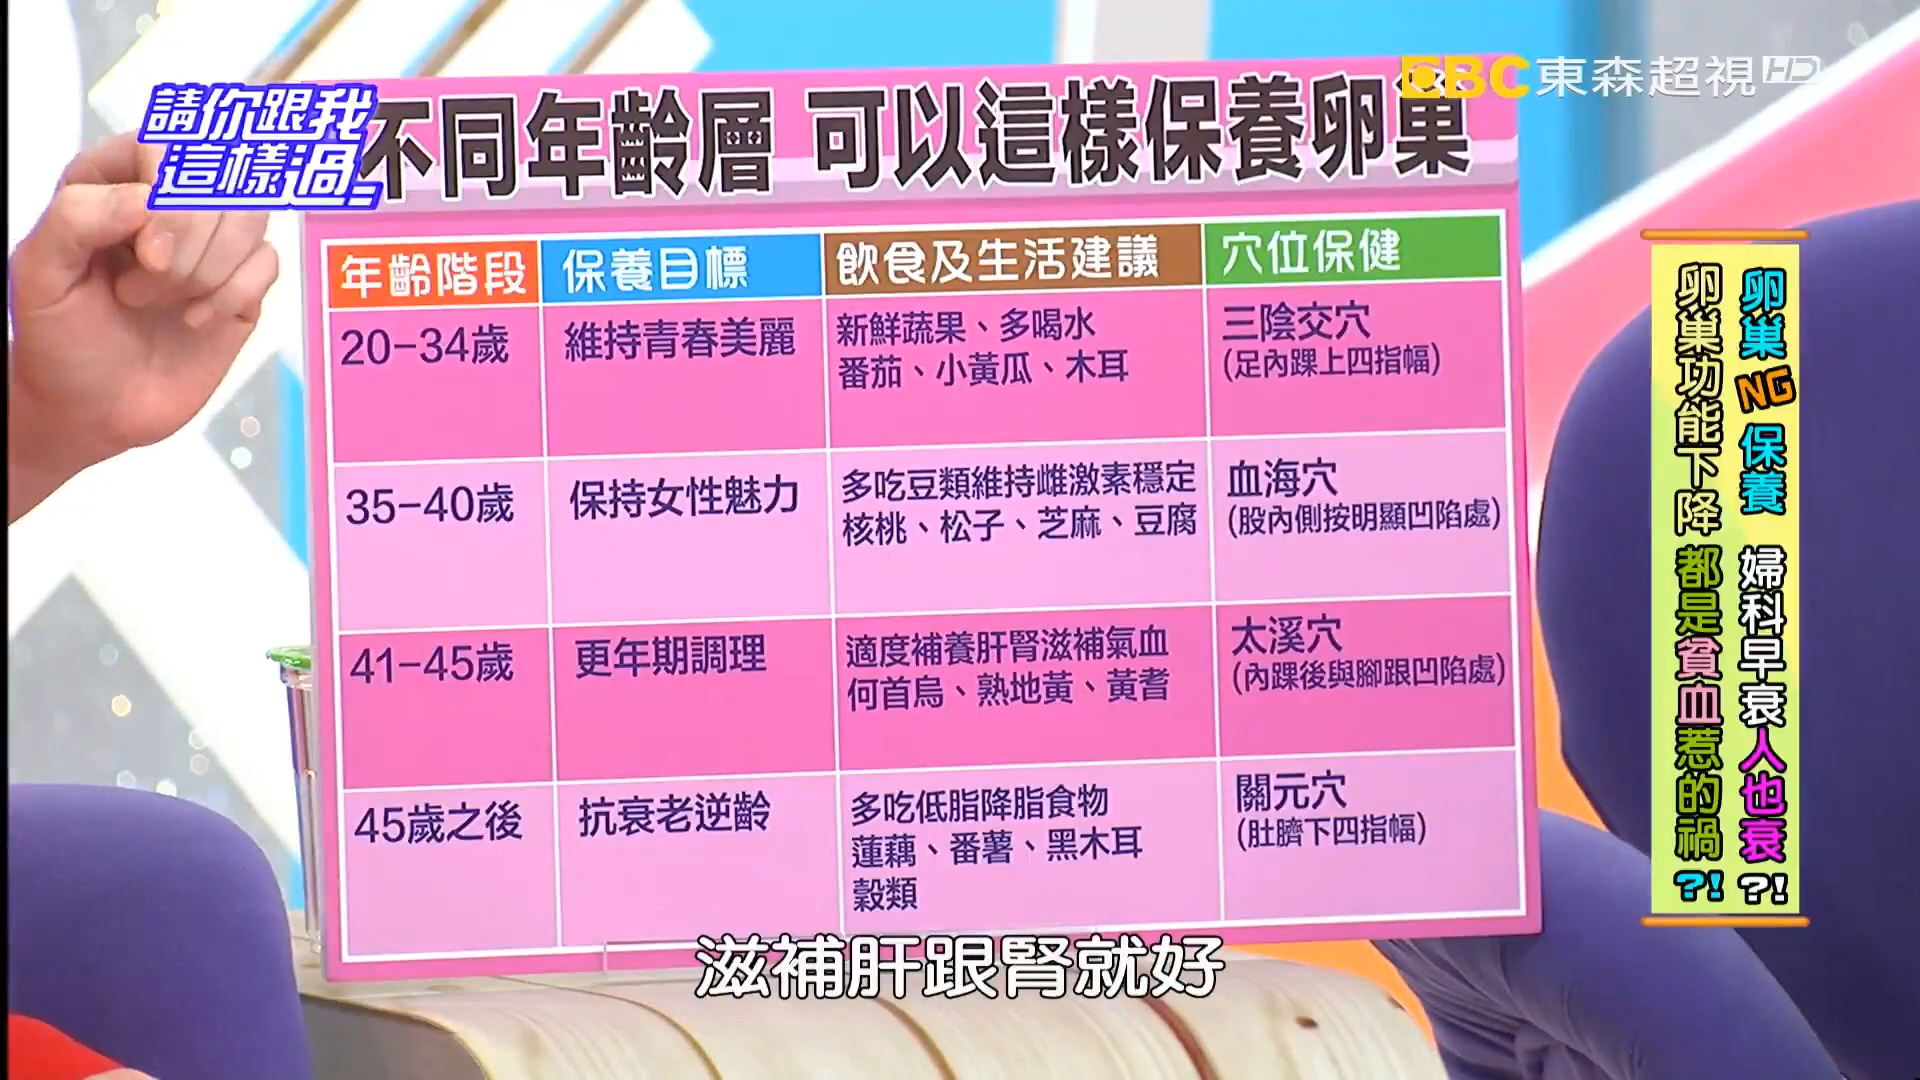 請你跟我
這樣過
EBC東森超視HD
不同年齡層 可以這樣保養卵巢
年齡階段 保養目標 飲食及生活建議 穴位保健
20-34歲 維持青春美麗 新鮮蔬果、多喝水 三陰交穴
番茄、小黃瓜、木耳 (足內踝上四指幅)
35-40歲 保持女性魅力 多吃豆類維持雌激素穩定 血海穴
核桃、松子、芝麻、豆腐 (股內側按明顯凹陷處)
41-45歲 更年期調理 適度補養肝腎滋補氣血 太溪穴
何首烏、熟地黃、黃耆 (內踝後與腳跟凹陷處)
45歲之後 抗衰老逆齡 多吃低脂降脂食物 關元穴
蓮藕、番薯、黑木耳 (肚臍下四指幅)
穀類
卵巢NG保養 婦科早衰人也衰?!
卵巢功能下降都是貧血惹的禍?!
滋補肝跟腎就好